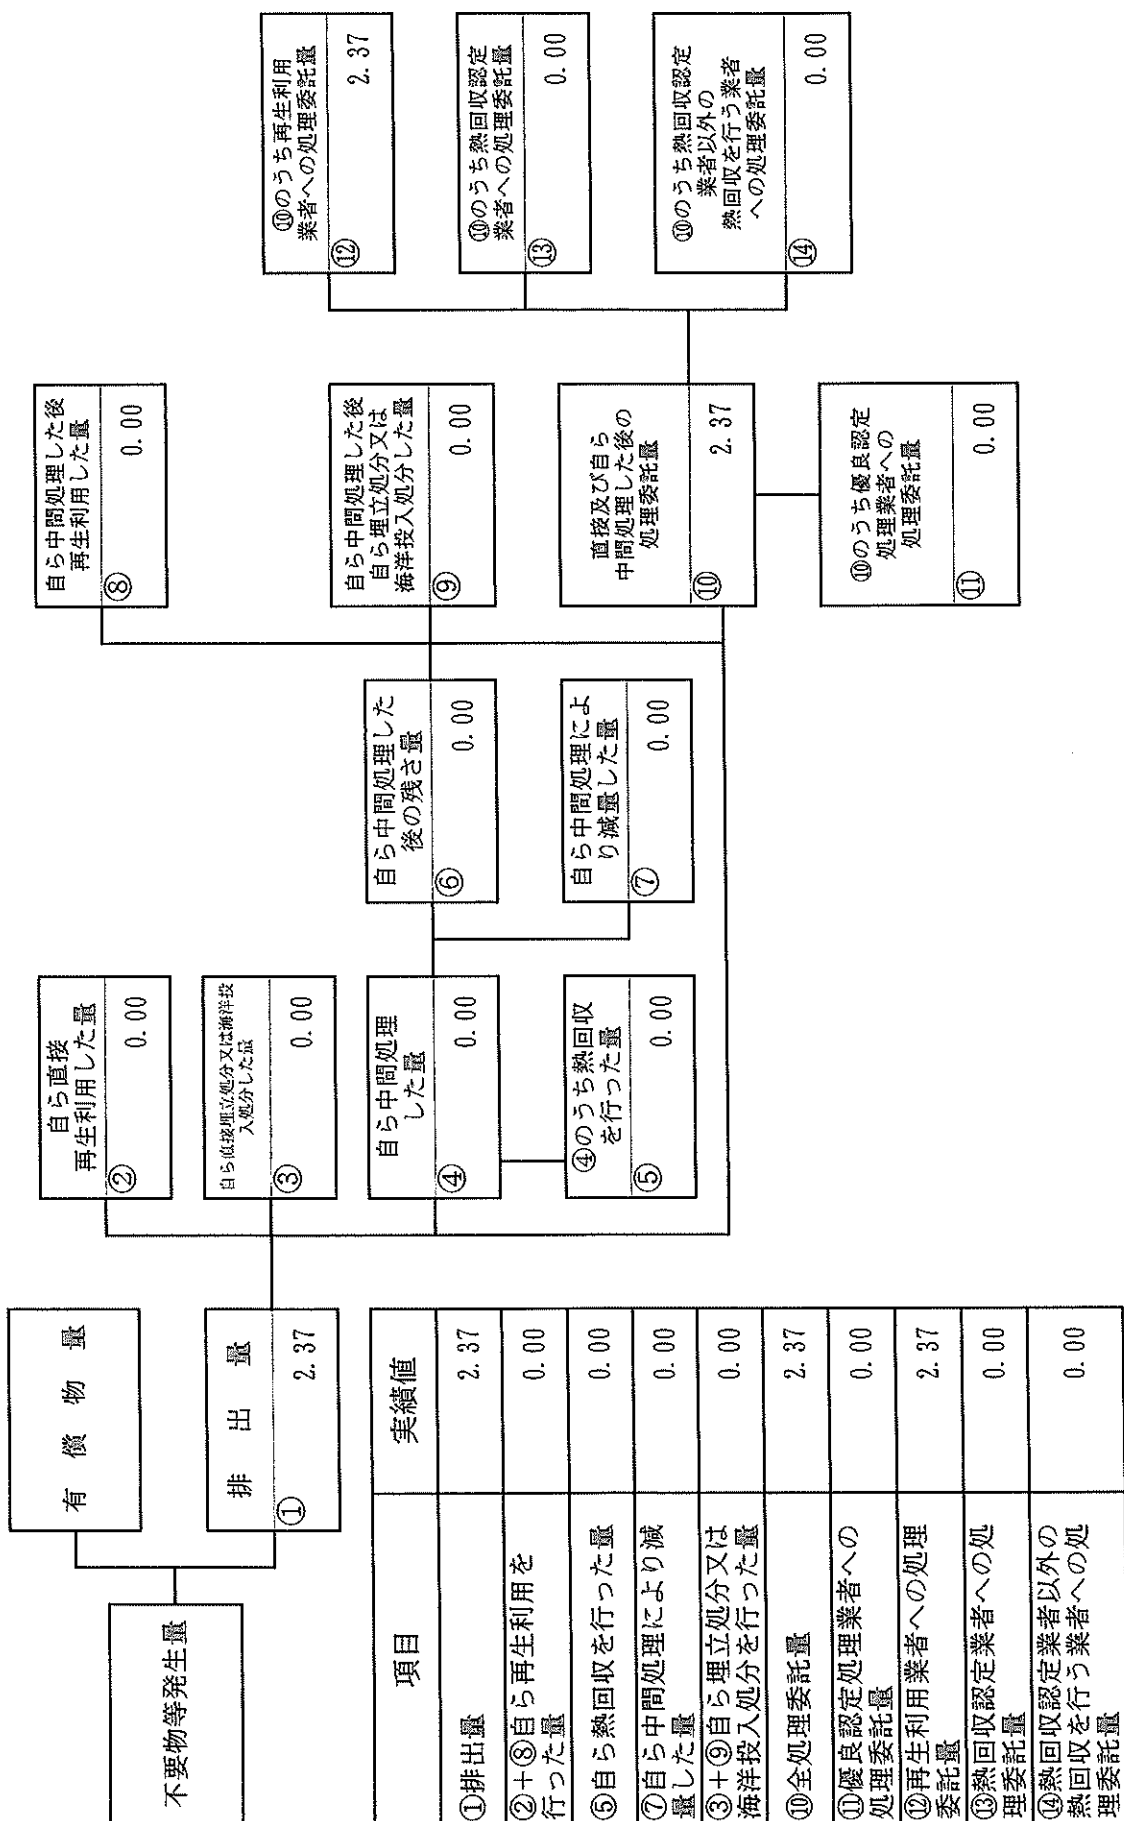 不要物等発生量
有償物量
排出量
①
2.37
自ら直接
再生利用した量
②
0.00
自ら直接埋立処分又は海洋投
入処分した量
③
0.00
自ら中間処理
した量
④
0.00
④のうち熱回収
を行った量
⑤
0.00
自ら中間処理した
後の残さ量
⑥
0.00
自ら中間処理によ
り減量した量
⑦
0.00
自ら中間処理した後
再生利用した量
⑧
0.00
自ら中間処理した後
自ら埋立処分又は
海洋投入処分した量
⑨
0.00
直接及び自ら
中間処理した後の
処理委託量
⑩
2.37
⑩のうち優良認定
処理業者への
処理委託量
⑪
0.00
⑩のうち再生利用
業者への処理委託量
⑫
2.37
⑩のうち熱回収認定
業者への処理委託量
⑬
0.00
⑩のうち熱回収認定
業者以外の
熱回収を行う業者
への処理委託量
⑭
0.00
項目 実績値
①排出量 2.37
②+⑧自ら再生利用を
行った量 0.00
⑤自ら熱回収を行った量 0.00
⑦自ら中間処理により減
量した量 0.00
③+⑨自ら埋立処分又は
海洋投入処分を行った量 0.00
⑩全処理委託量 2.37
⑪優良認定処理業者への
処理委託量 0.00
⑫再生利用業者への処理
委託量 2.37
⑬熱回収認定業者への処
理委託量 0.00
⑭熱回収認定業者以外の
熱回収を行う業者への処
理委託量 0.00